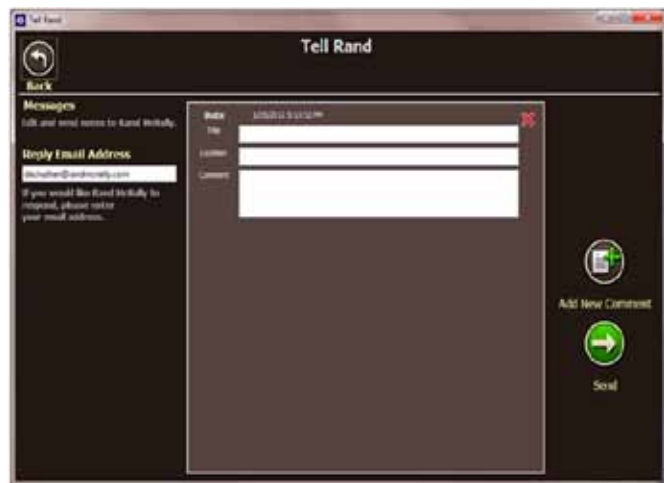 Tell Rand
Tell Rand
Back
Messages
Edit and send notes to Rand McNally.
Reply Email Address
If you would like Rand McNally to
respond, please enter
your email address.
Date
Title
Location
Comment
Add New Comment
Send